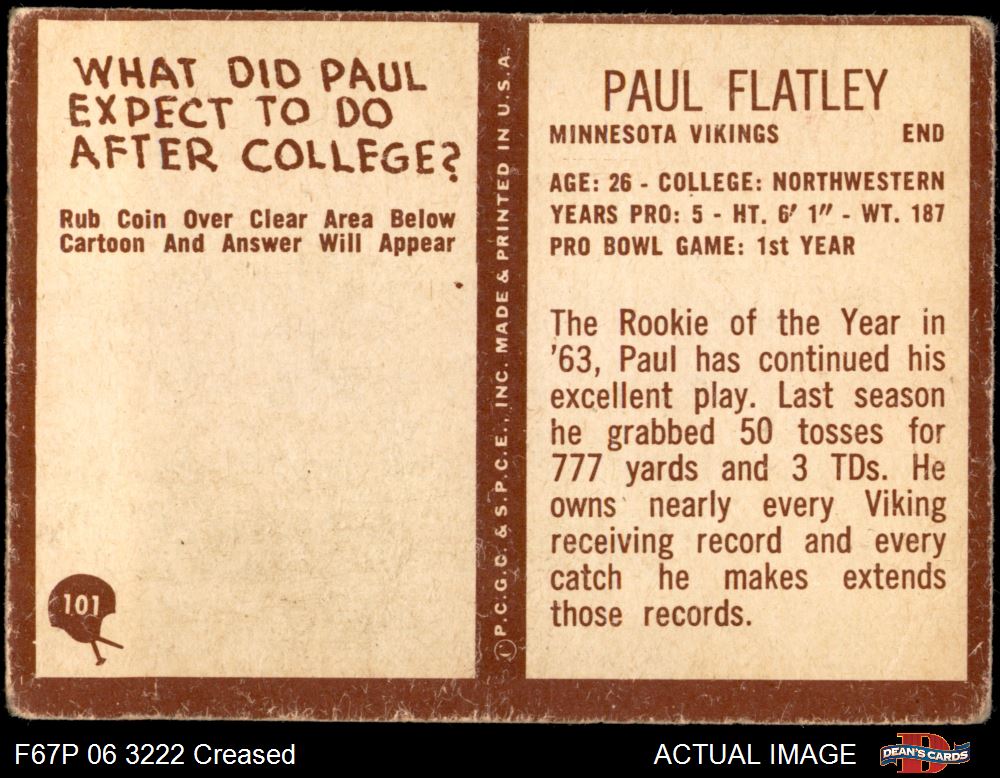 WHAT DID PAUL
EXPECT TO DO
AFTER COLLEGE?
Rub Coin Over Clear Area Below
Cartoon And Answer Will Appear
101
© P.C.G.C. & S.P.C.E., INC. MADE & PRINTED IN U.S.A.
PAUL FLATLEY
MINNESOTA VIKINGS END
AGE: 26 - COLLEGE: NORTHWESTERN
YEARS PRO: 5 - HT. 6' 1" - WT. 187
PRO BOWL GAME: 1st YEAR
The Rookie of the Year in
'63, Paul has continued his
excellent play. Last season
he grabbed 50 tosses for
777 yards and 3 TDs. He
owns nearly every Viking
receiving record and every
catch he makes extends
those records.
F67P 06 3222 Creased
ACTUAL IMAGE
DEAN'S CARDS